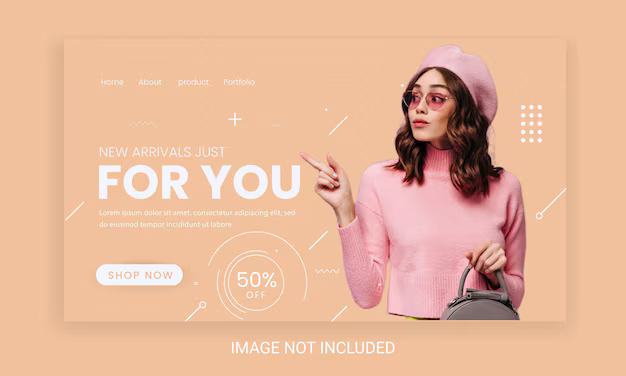 Home About product Portfolio
NEW ARRIVALS JUST
FOR YOU
Lorem ipsum dolor sit amet, consectetuer adipiscing elit, sed
do eiusmod tempor incididunt ut labore.
SHOP NOW
50%
OFF
IMAGE NOT INCLUDED